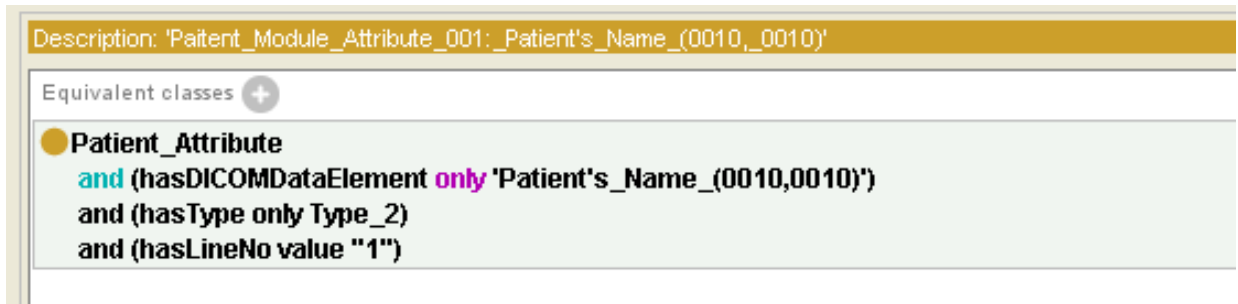 Description: 'Paitent_Module_Attribute_001:_Patient's_Name_(0010,_0010)'
Equivalent classes
Patient_Attribute
and (hasDICOMDataElement only 'Patient's_Name_(0010,0010)')
and (hasType only Type_2)
and (hasLineNo value "1")